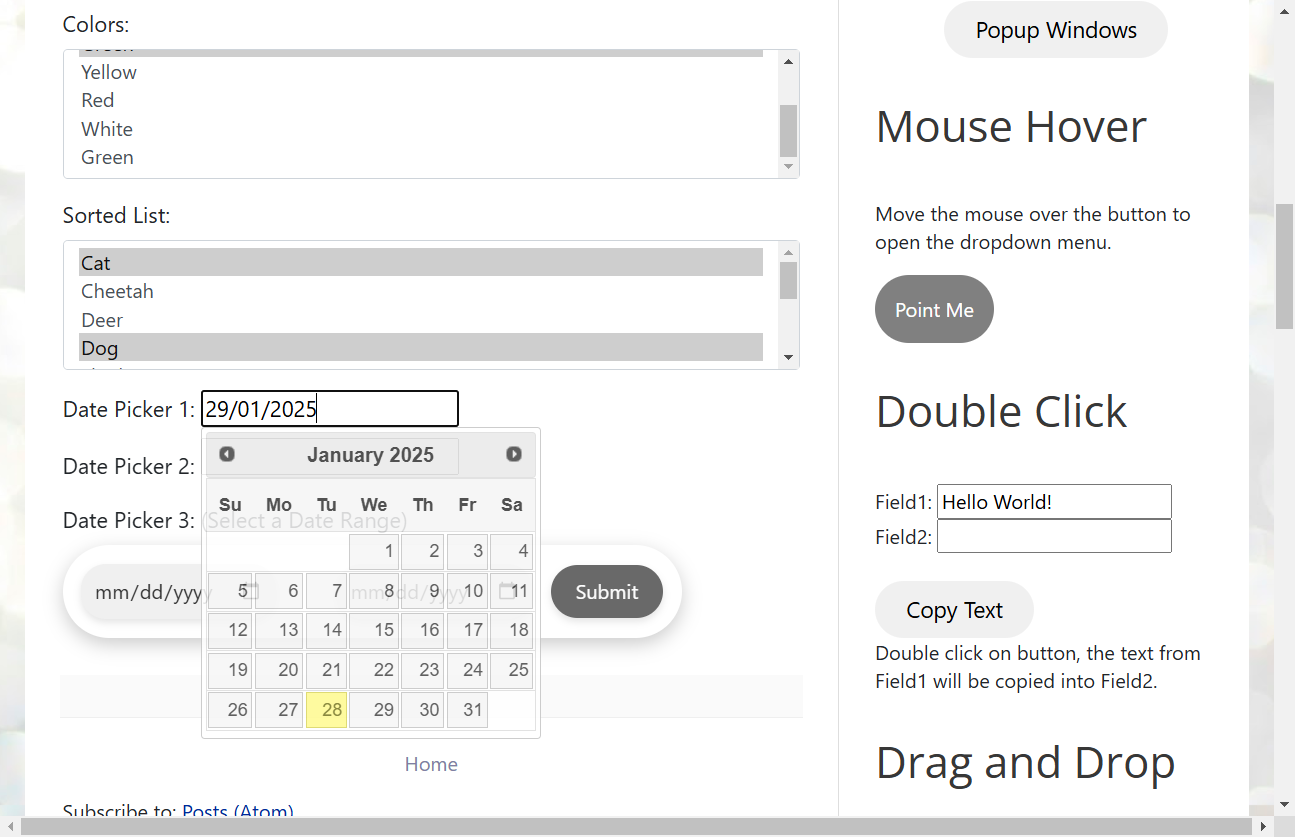 Colors:
Green
Yellow
Red
White
Green
Sorted List:
Cat
Cheetah
Deer
Dog
Date Picker 1: 29/01/2025
Date Picker 2:
January 2025
Su Mo Tu We Th Fr Sa
Date Picker 3: (Select a Date Range)
1 2 3 4
mm/dd/yyyy mm/dd/yyyy Submit
5 6 7 8 9 10 11
12 13 14 15 16 17 18
19 20 21 22 23 24 25
26 27 28 29 30 31
Home
Subscribe to: Posts (Atom)
Popup Windows
Mouse Hover
Move the mouse over the button to
open the dropdown menu.
Point Me
Double Click
Field1: Hello World!
Field2:
Copy Text
Double click on button, the text from
Field1 will be copied into Field2.
Drag and Drop